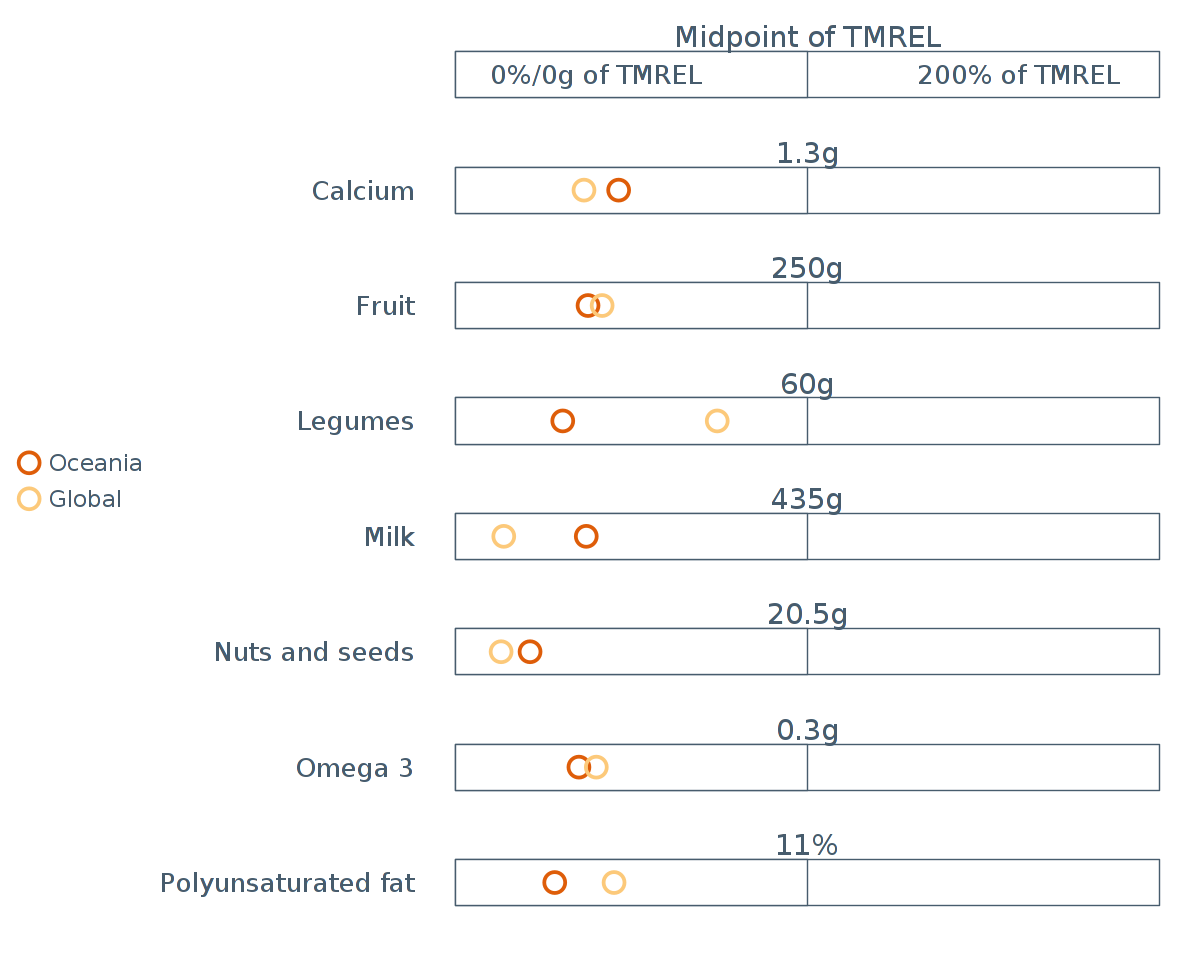 Midpoint of TMREL
0%/0g of TMREL 200% of TMREL
1.3g
Calcium
250g
Fruit
60g
Legumes
Oceania
Global
435g
Milk
20.5g
Nuts and seeds
0.3g
Omega 3
11%
Polyunsaturated fat